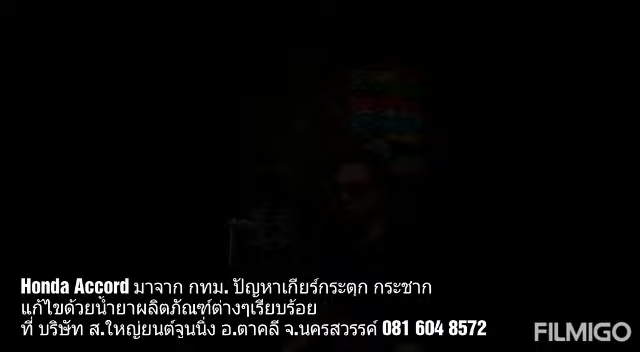 Honda Accord มาจาก กทม. ปัญหาเกียร์กระตุก กระชาก
แก้ไขด้วยน้ำยาผลิตภัณฑ์ต่างๆเรียบร้อย
ที่ บริษัท ส.ใหญ่ยนต์จูนนิ่ง อ.ตาคลี จ.นครสวรรค์ 081 604 8572
FILMIGO